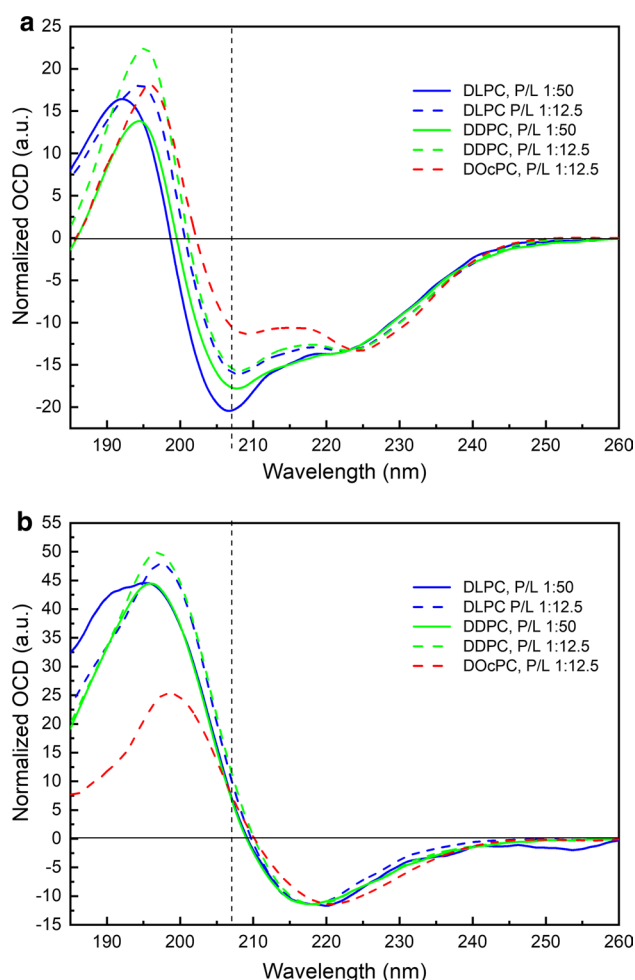 a
25
20
15
10
5
0
-5
-10
-15
-20
Normalized OCD (a.u.)
DLPC, P/L 1:50
DLPC P/L 1:12.5
DDPC, P/L 1:50
DDPC, P/L 1:12.5
DOcPC, P/L 1:12.5
190 200 210 220 230 240 250 260
Wavelength (nm)
b
55
50
45
40
35
30
25
20
15
10
5
0
-5
-10
-15
Normalized OCD (a.u.)
DLPC, P/L 1:50
DLPC P/L 1:12.5
DDPC, P/L 1:50
DDPC, P/L 1:12.5
DOcPC, P/L 1:12.5
190 200 210 220 230 240 250 260
Wavelength (nm)